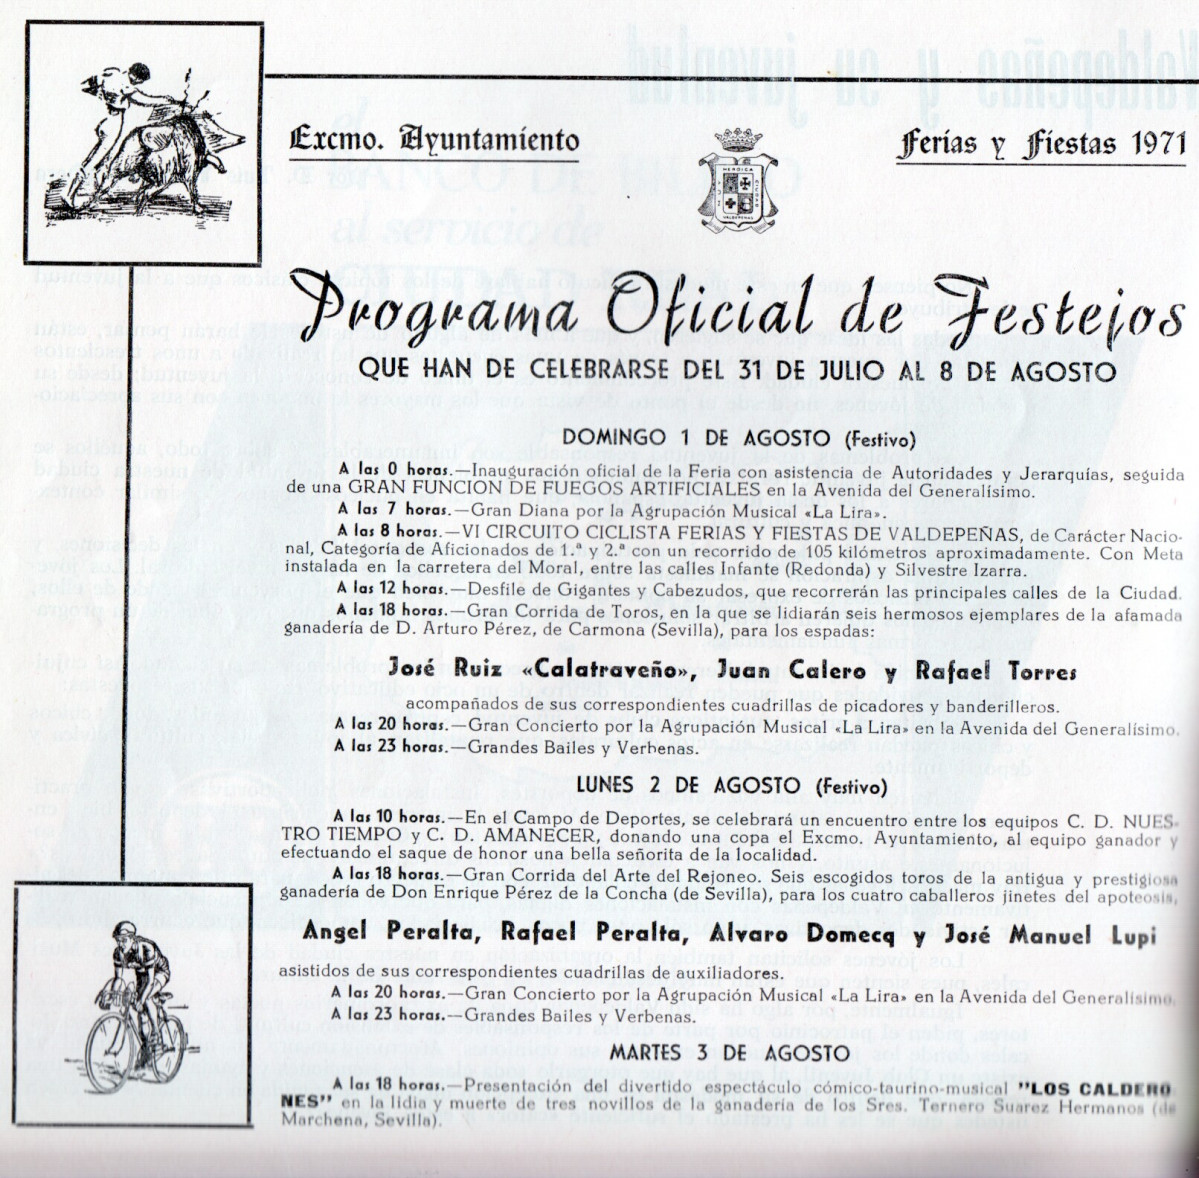 Excmo. Ayuntamiento
Ferias y Fiestas 1971
HEROICA
VALDEPEÑAS
Programa Oficial de Festejos
QUE HAN DE CELEBRARSE DEL 31 DE JULIO AL 8 DE AGOSTO
DOMINGO 1 DE AGOSTO (Festivo)
A las 0 horas.—Inauguración oficial de la Feria con asistencia de Autoridades y Jerarquías, seguida
de una GRAN FUNCION DE FUEGOS ARTIFICIALES en la Avenida del Generalísimo.
A las 7 horas.—Gran Diana por la Agrupación Musical «La Lira».
A las 8 horas.—VI CIRCUITO CICLISTA FERIAS Y FIESTAS DE VALDEPEÑAS, de Carácter Nacio-
nal, Categoría de Aficionados de 1.ª y 2.ª con un recorrido de 105 kilómetros aproximadamente. Con Meta
instalada en la carretera del Moral, entre las calles Infante (Redonda) y Silvestre Izarra.
A las 12 horas.—Desfile de Gigantes y Cabezudos, que recorrerán las principales calles de la Ciudad.
A las 18 horas.—Gran Corrida de Toros, en la que se lidiarán seis hermosos ejemplares de la afamada
ganadería de D. Arturo Pérez, de Carmona (Sevilla), para los espadas:
José Ruiz «Calatraveño», Juan Calero y Rafael Torres
acompañados de sus correspondientes cuadrillas de picadores y banderilleros.
A las 20 horas.—Gran Concierto por la Agrupación Musical «La Lira» en la Avenida del Generalísimo.
A las 23 horas.—Grandes Bailes y Verbenas.
LUNES 2 DE AGOSTO (Festivo)
A las 10 horas.—En el Campo de Deportes, se celebrará un encuentro entre los equipos C. D. NUES-
TRO TIEMPO y C. D. AMANECER, donando una copa el Excmo. Ayuntamiento, al equipo ganador y
efectuando el saque de honor una bella señorita de la localidad.
A las 18 horas.—Gran Corrida del Arte del Rejoneo. Seis escogidos toros de la antigua y prestigiosa
ganadería de Don Enrique Pérez de la Concha (de Sevilla), para los cuatro caballeros jinetes del apoteosis,
Angel Peralta, Rafael Peralta, Alvaro Domecq y José Manuel Lupi
asistidos de sus correspondientes cuadrillas de auxiliadores.
A las 20 horas.—Gran Concierto por la Agrupación Musical «La Lira» en la Avenida del Generalísimo.
A las 23 horas.—Grandes Bailes y Verbenas.
MARTES 3 DE AGOSTO
A las 18 horas.—Presentación del divertido espectáculo cómico-taurino-musical "LOS CALDERO
NES" en la lidia y muerte de tres novillos de la ganadería de los Sres. Ternero Suarez Hermanos (de
Marchena, Sevilla).